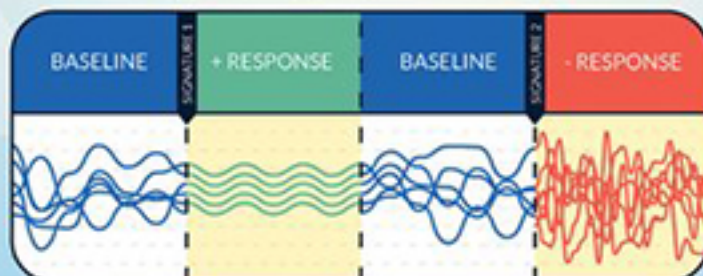 BASELINE
SIGNATURE 1
+ RESPONSE
BASELINE
SIGNATURE 2
- RESPONSE